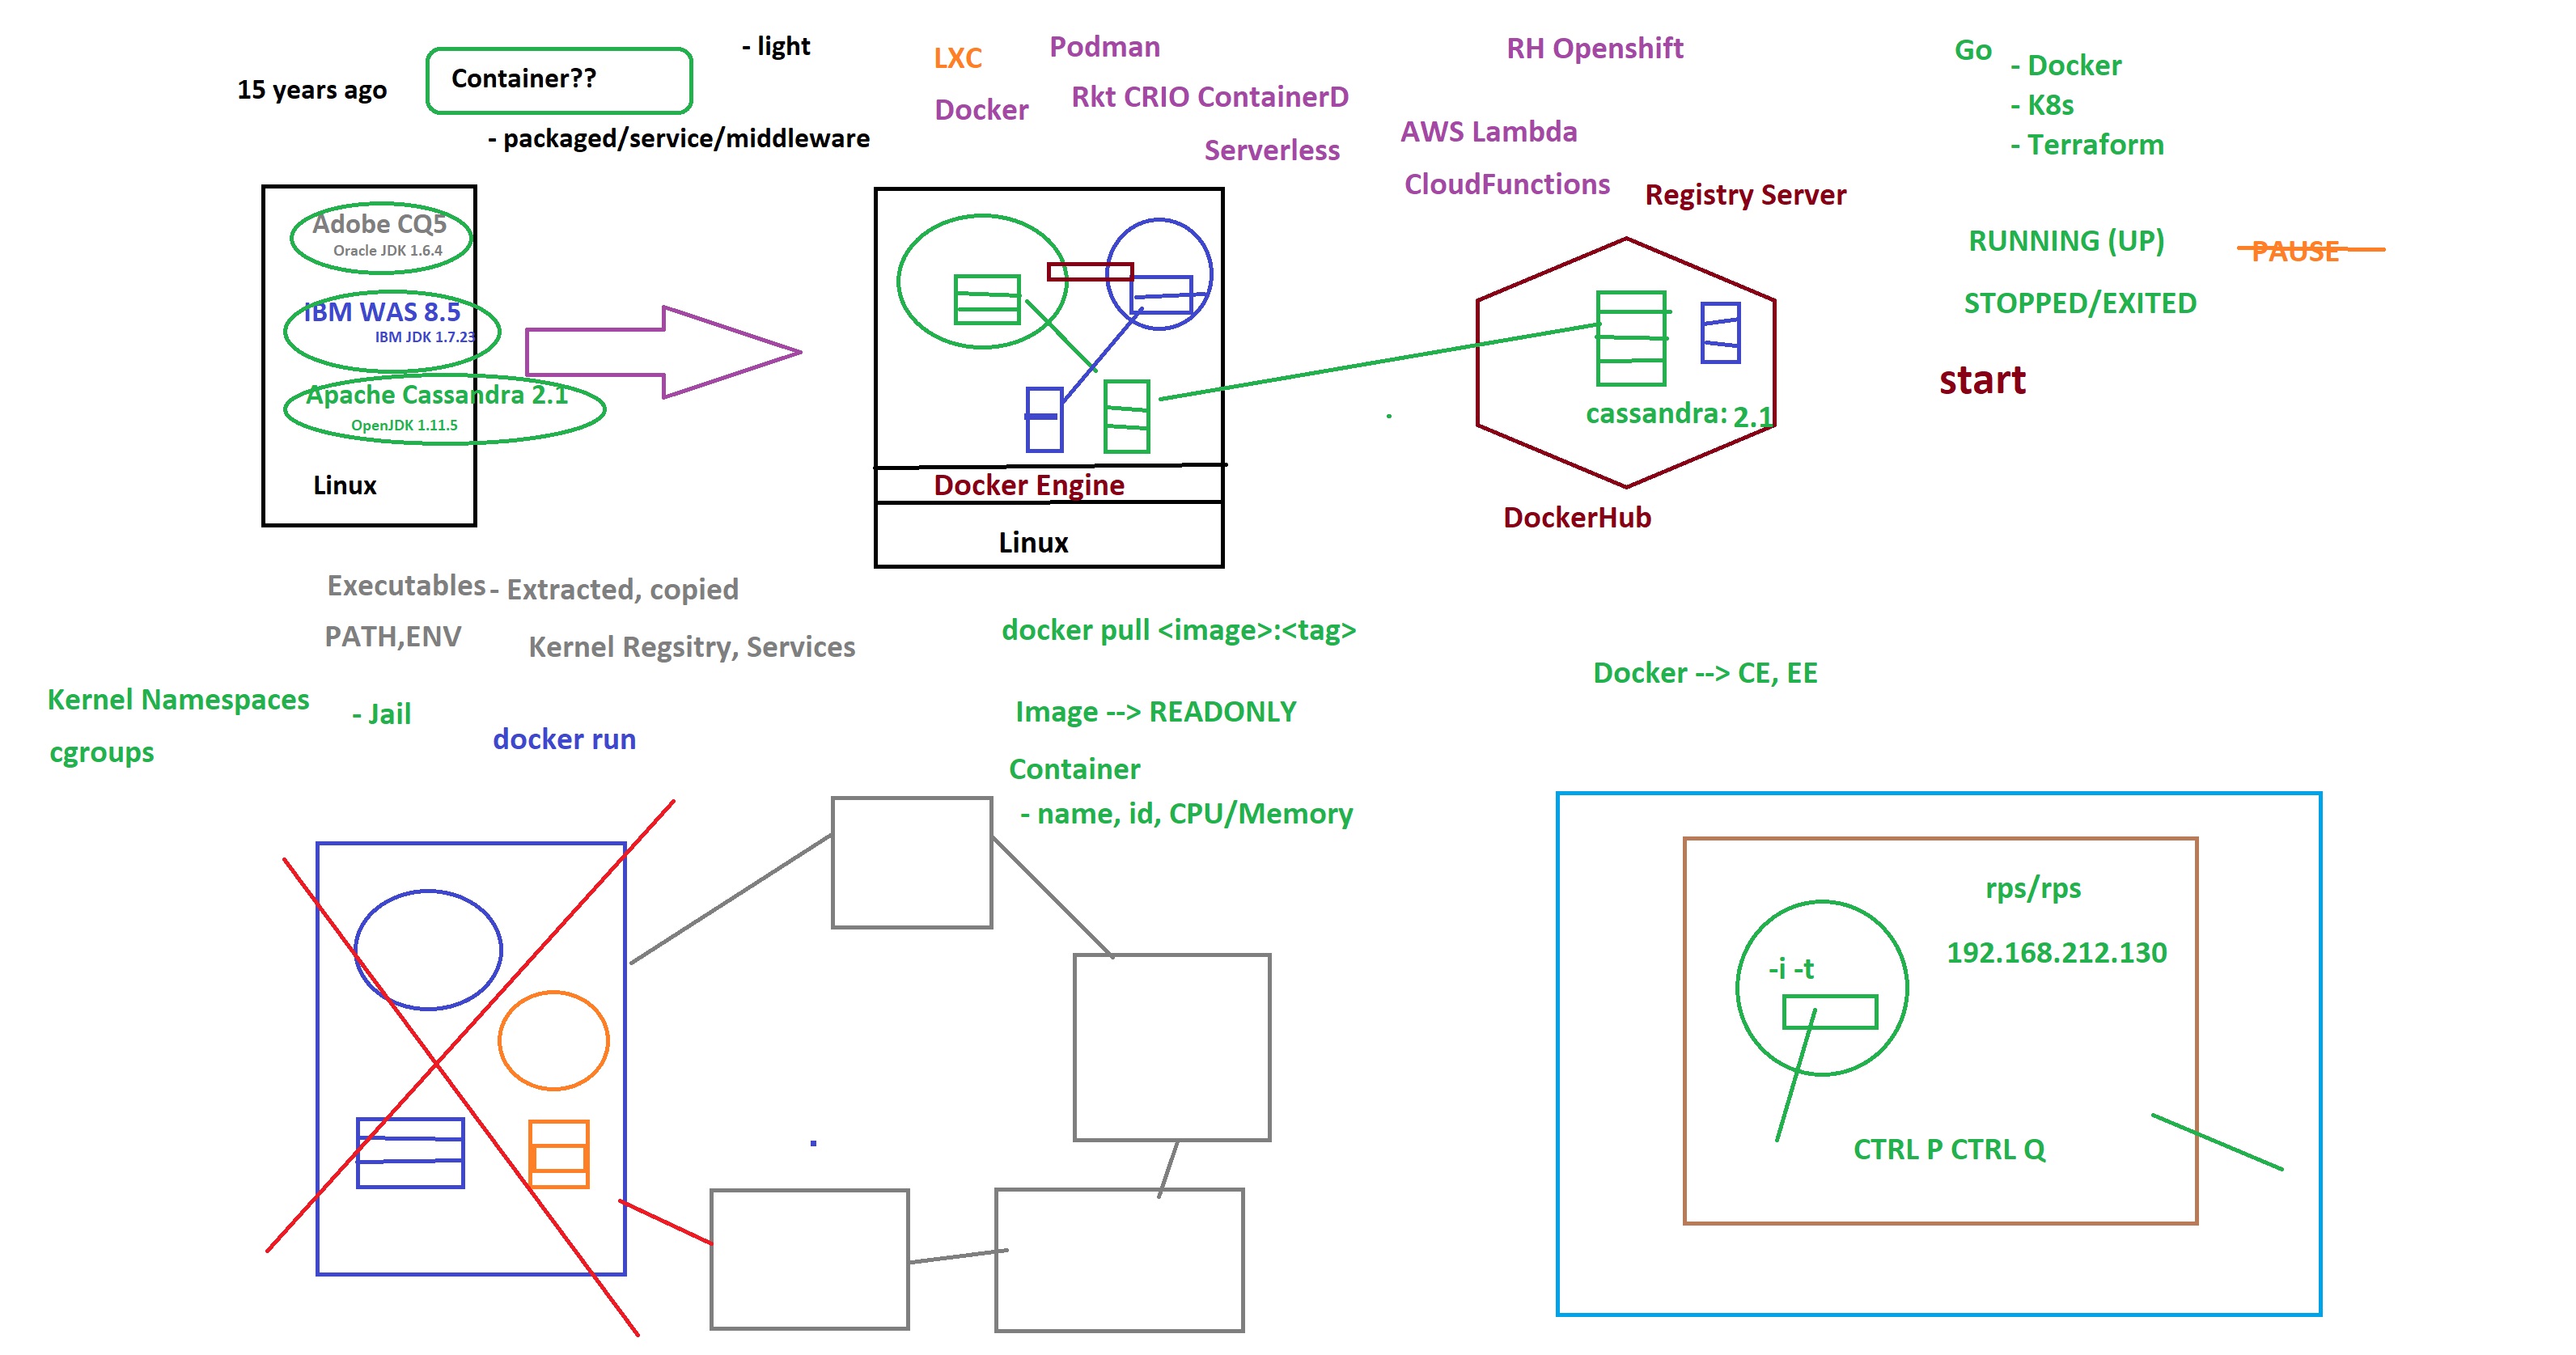 15 years ago
Container??
- light
- packaged/service/middleware
LXC
Docker
Podman
Rkt CRIO ContainerD
Serverless
RH Openshift
AWS Lambda
CloudFunctions
Registry Server
Go
- Docker
- K8s
- Terraform
RUNNING (UP)
PAUSE
STOPPED/EXITED
start
Adobe CQ5
Oracle JDK 1.6.4
IBM WAS 8.5
IBM JDK 1.7.23
Apache Cassandra 2.1
OpenJDK 1.11.5
Linux
Docker Engine
Linux
cassandra: 2.1
DockerHub
Executables - Extracted, copied
PATH,ENV
Kernel Regsitry, Services
Kernel Namespaces
- Jail
cgroups
docker run
docker pull <image>:<tag>
Image --> READONLY
Container
- name, id, CPU/Memory
Docker --> CE, EE
rps/rps
192.168.212.130
-i -t
CTRL P CTRL Q